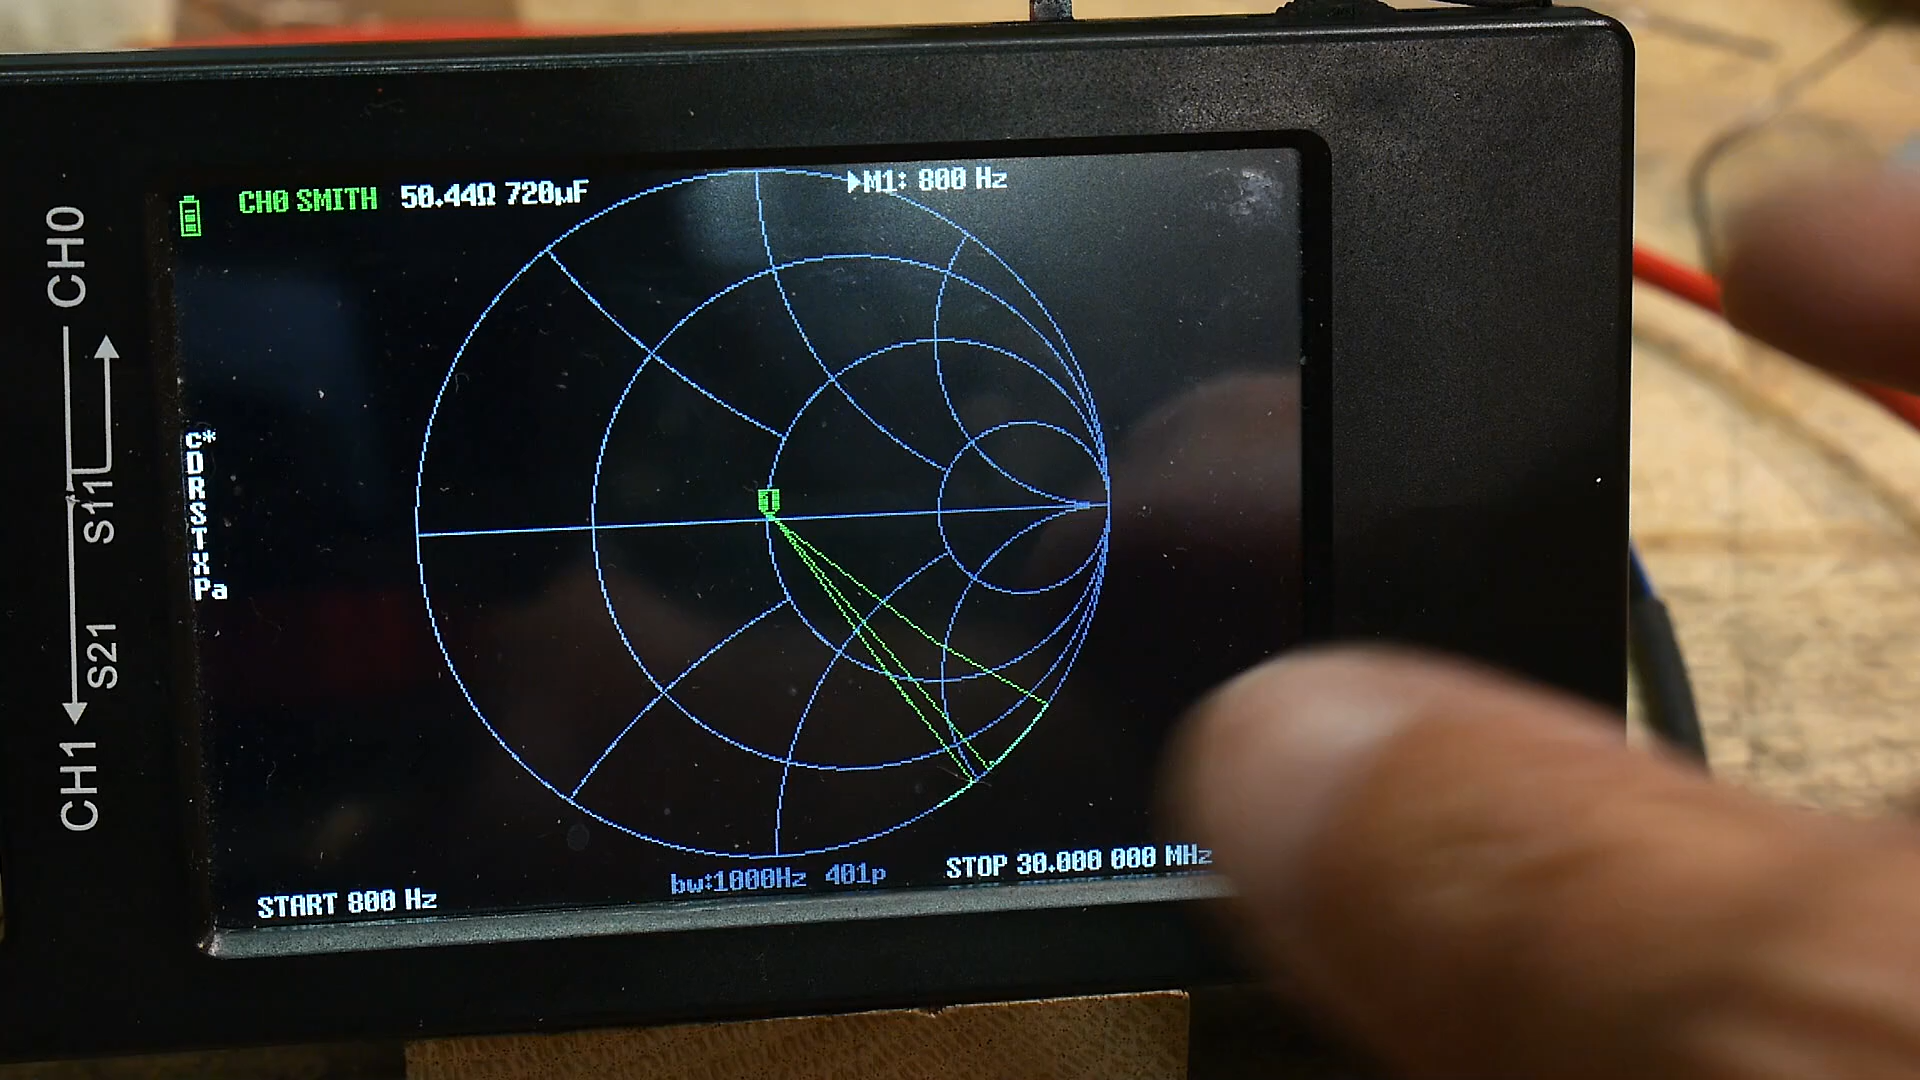 CH0 SMITH 50.44Ω 720µF
▶M1: 800 Hz
CH0
S11
S21
CH1
C*
D
R
S
T
X
Pa
1
START 800 Hz
bw:1000Hz 401p
STOP 30.000 000 MHz